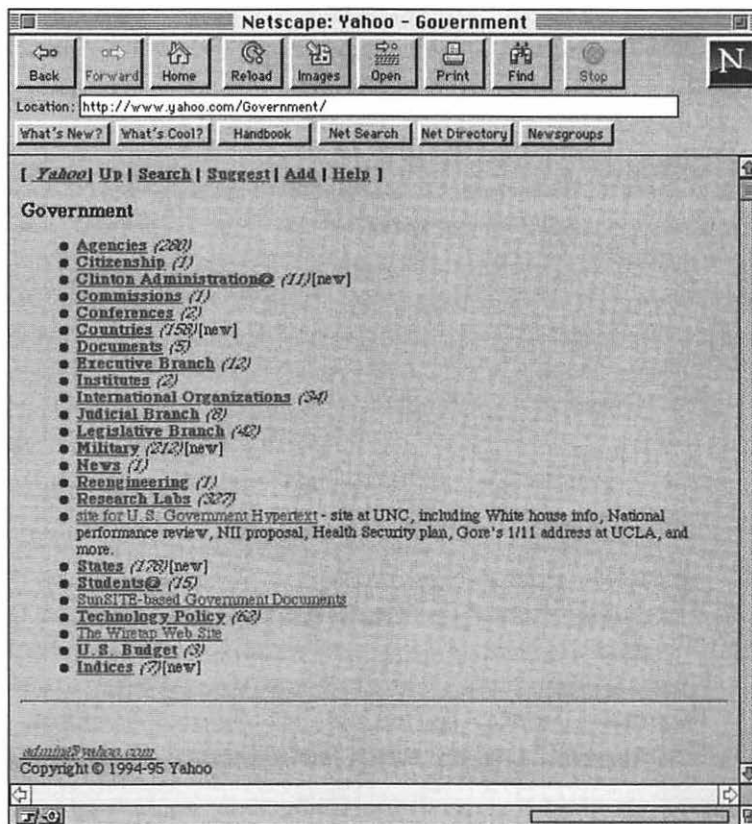 Netscape: Yahoo - Government
Back Forward Home Reload Images Open Print Find Stop
N
Location: http://www.yahoo.com/Government/
What's New? What's Cool? Handbook Net Search Net Directory Newsgroups
[ Yahoo | Up | Search | Suggest | Add | Help ]
Government
Agencies (280)
Citizenship (1)
Clinton Administration@ (11)[new]
Commissions (1)
Conferences (2)
Countries (158)[new]
Documents (5)
Executive Branch (12)
Institutes (2)
International Organizations (34)
Judicial Branch (8)
Legislative Branch (42)
Military (212)[new]
News (1)
Reengineering (1)
Research Labs (327)
site for U.S. Government Hypertext - site at UNC, including White house info, National
performance review, NII proposal, Health Security plan, Gore's 1/11 address at UCLA, and
more.
States (178)[new]
Students@ (15)
SunSITE-based Government Documents
Technology Policy (62)
The Wiretap Web Site
U.S. Budget (3)
Indices (7)[new]
admin@yahoo.com
Copyright © 1994-95 Yahoo